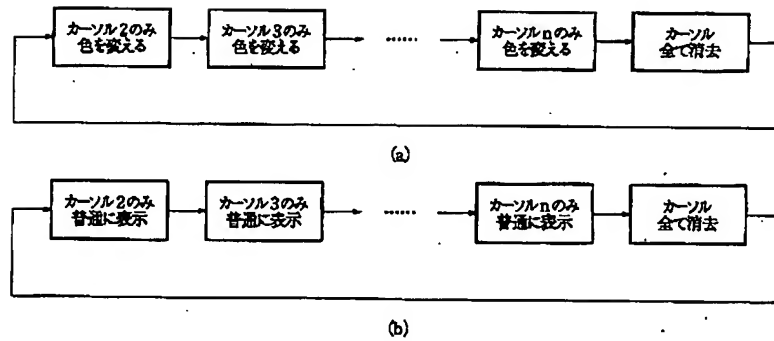 カーソル2のみ
色を変える
カーソル3のみ
色を変える
……
カーソルnのみ
色を変える
カーソル
全て消去
(a)
カーソル2のみ
普通に表示
カーソル3のみ
普通に表示
……
カーソルnのみ
普通に表示
カーソル
全て消去
(b)